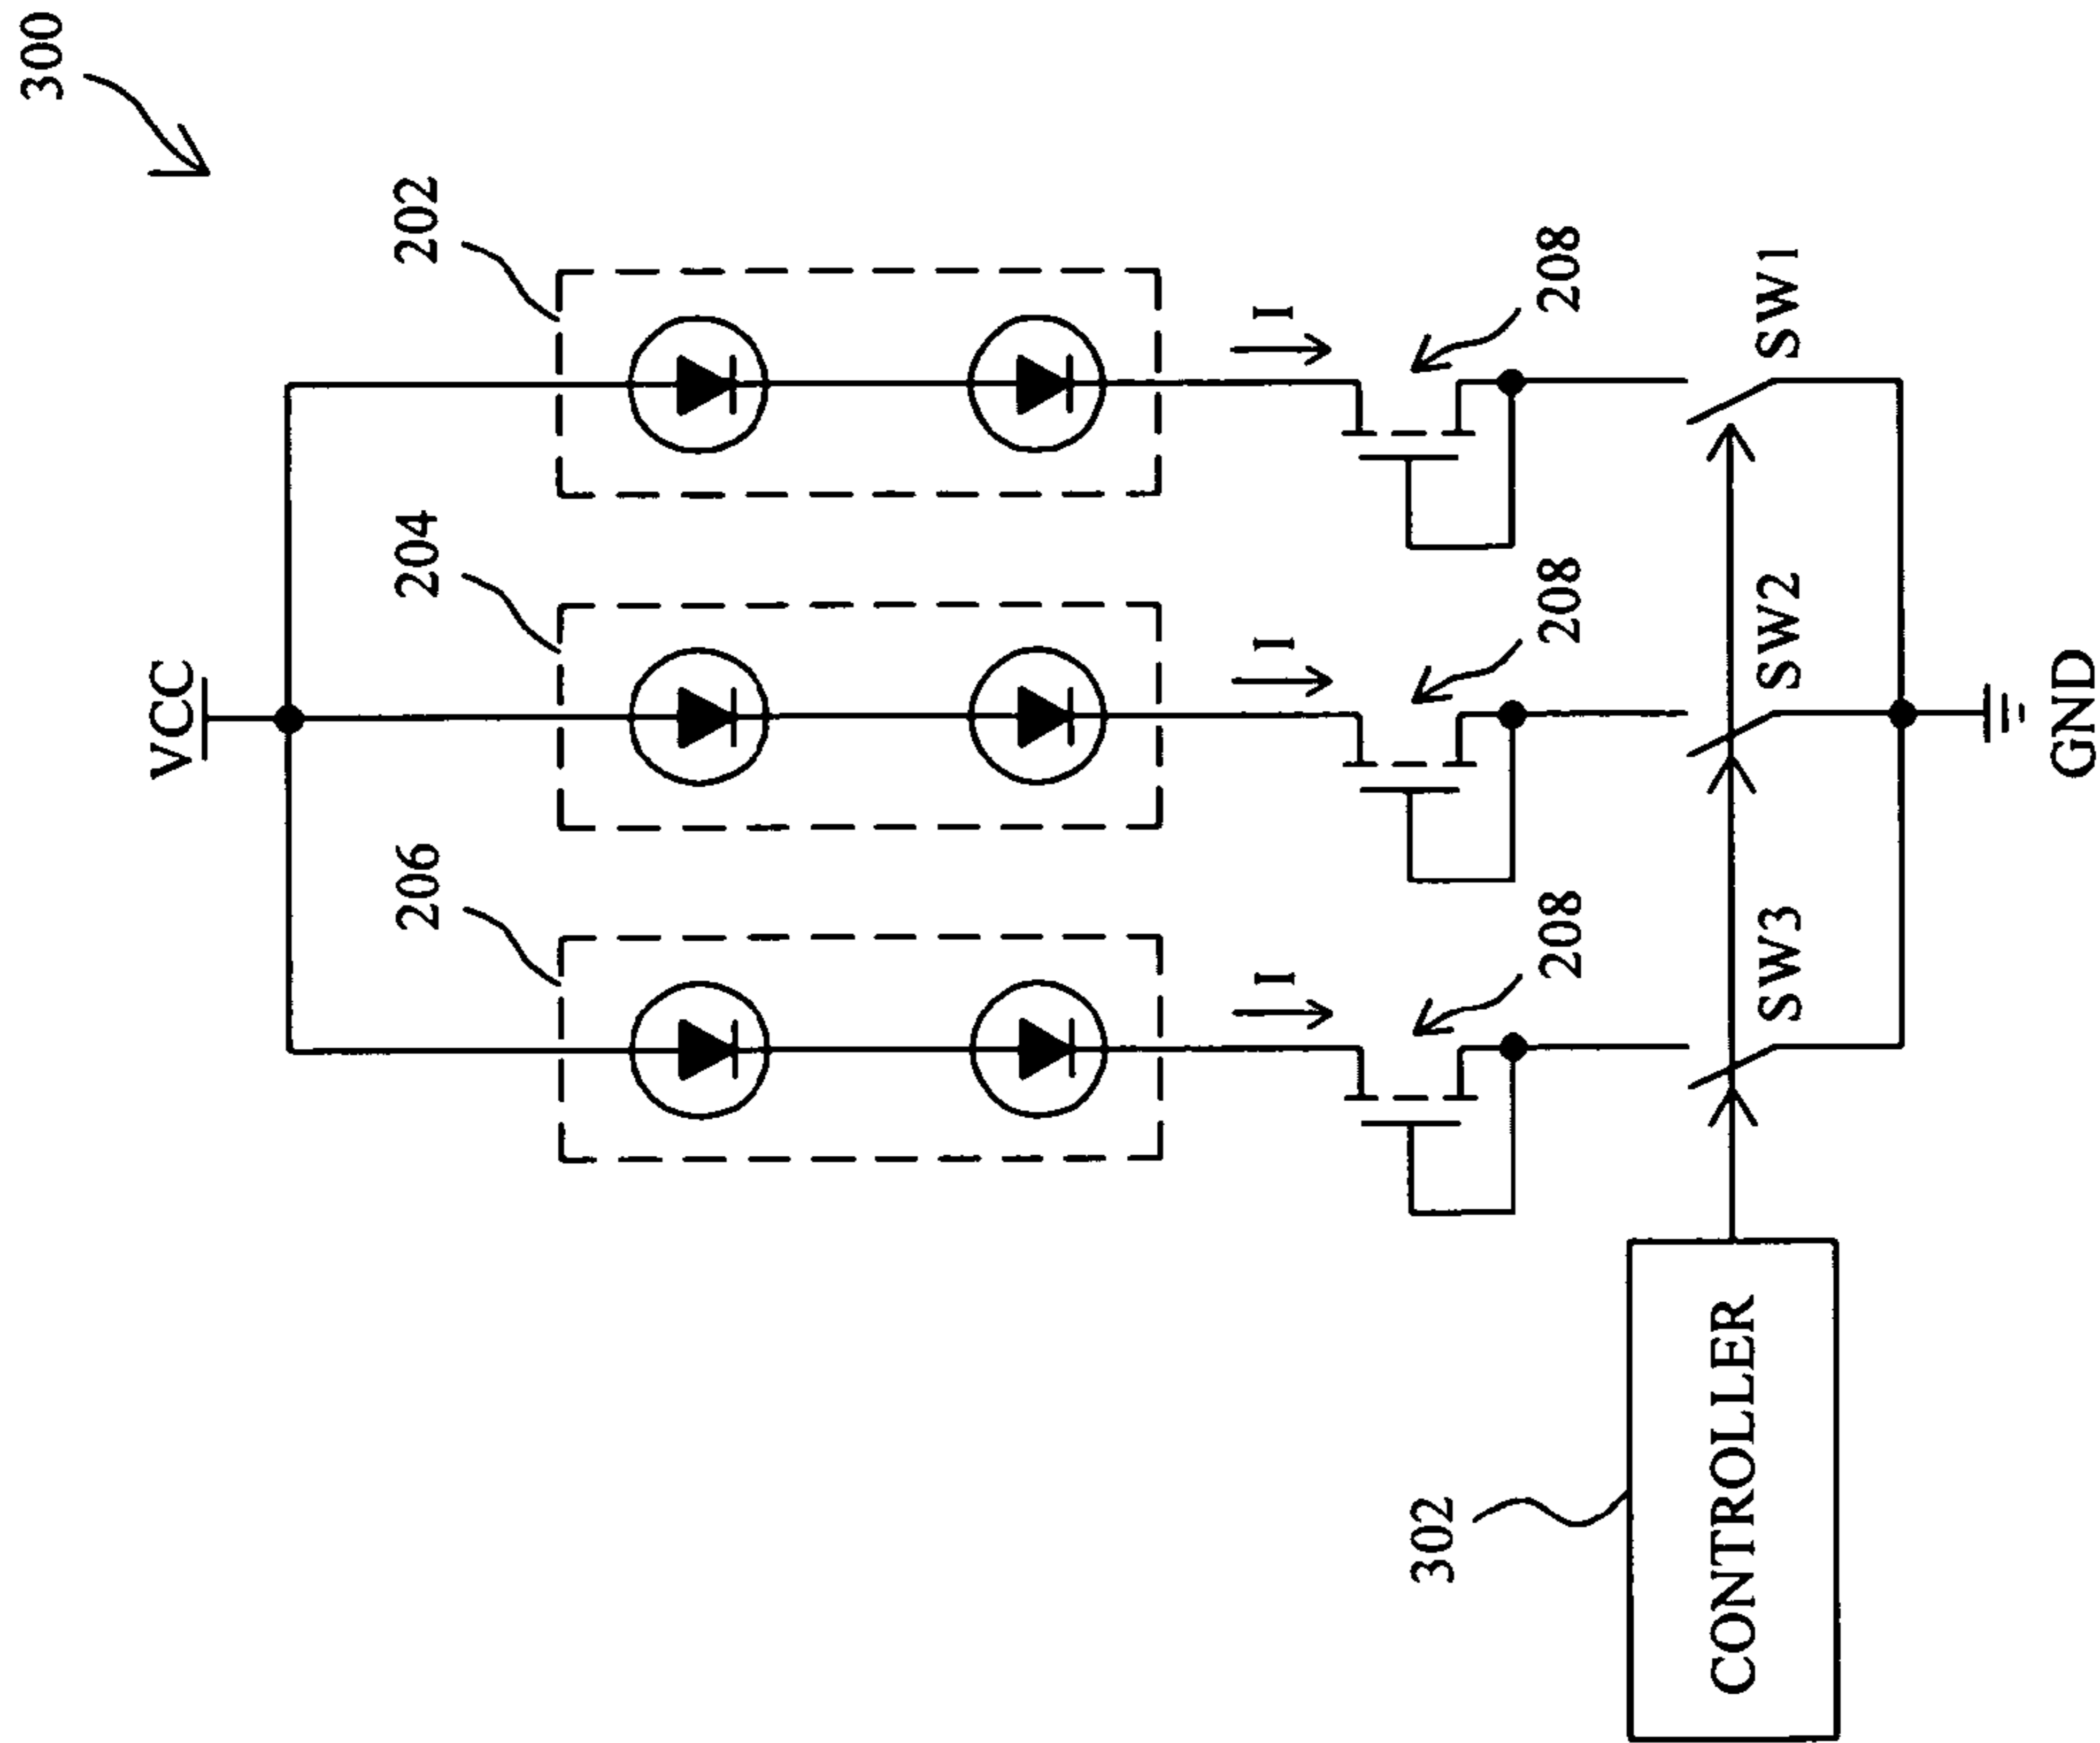 300
VCC
202
204
206
I
I
I
208
208
208
SW1
SW2
SW3
302
CONTROLLER
GND